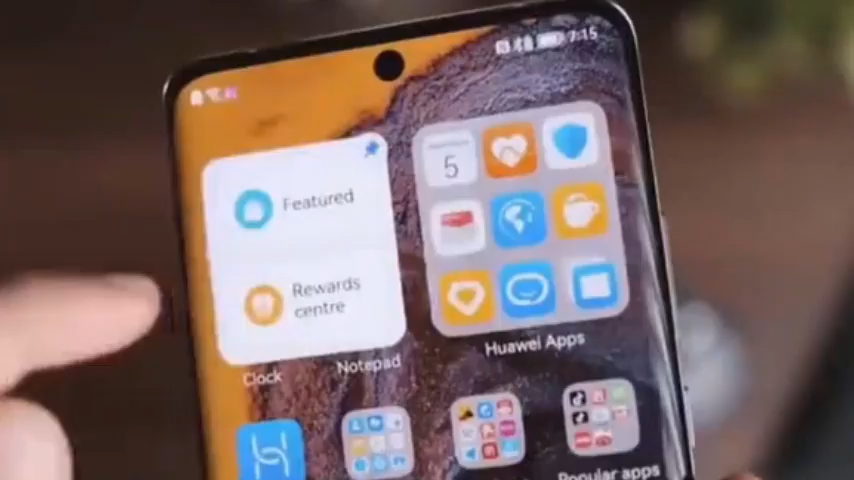 7:15
5
Featured
Rewards
centre
Huawei Apps
Clock
Notepad
Popular apps